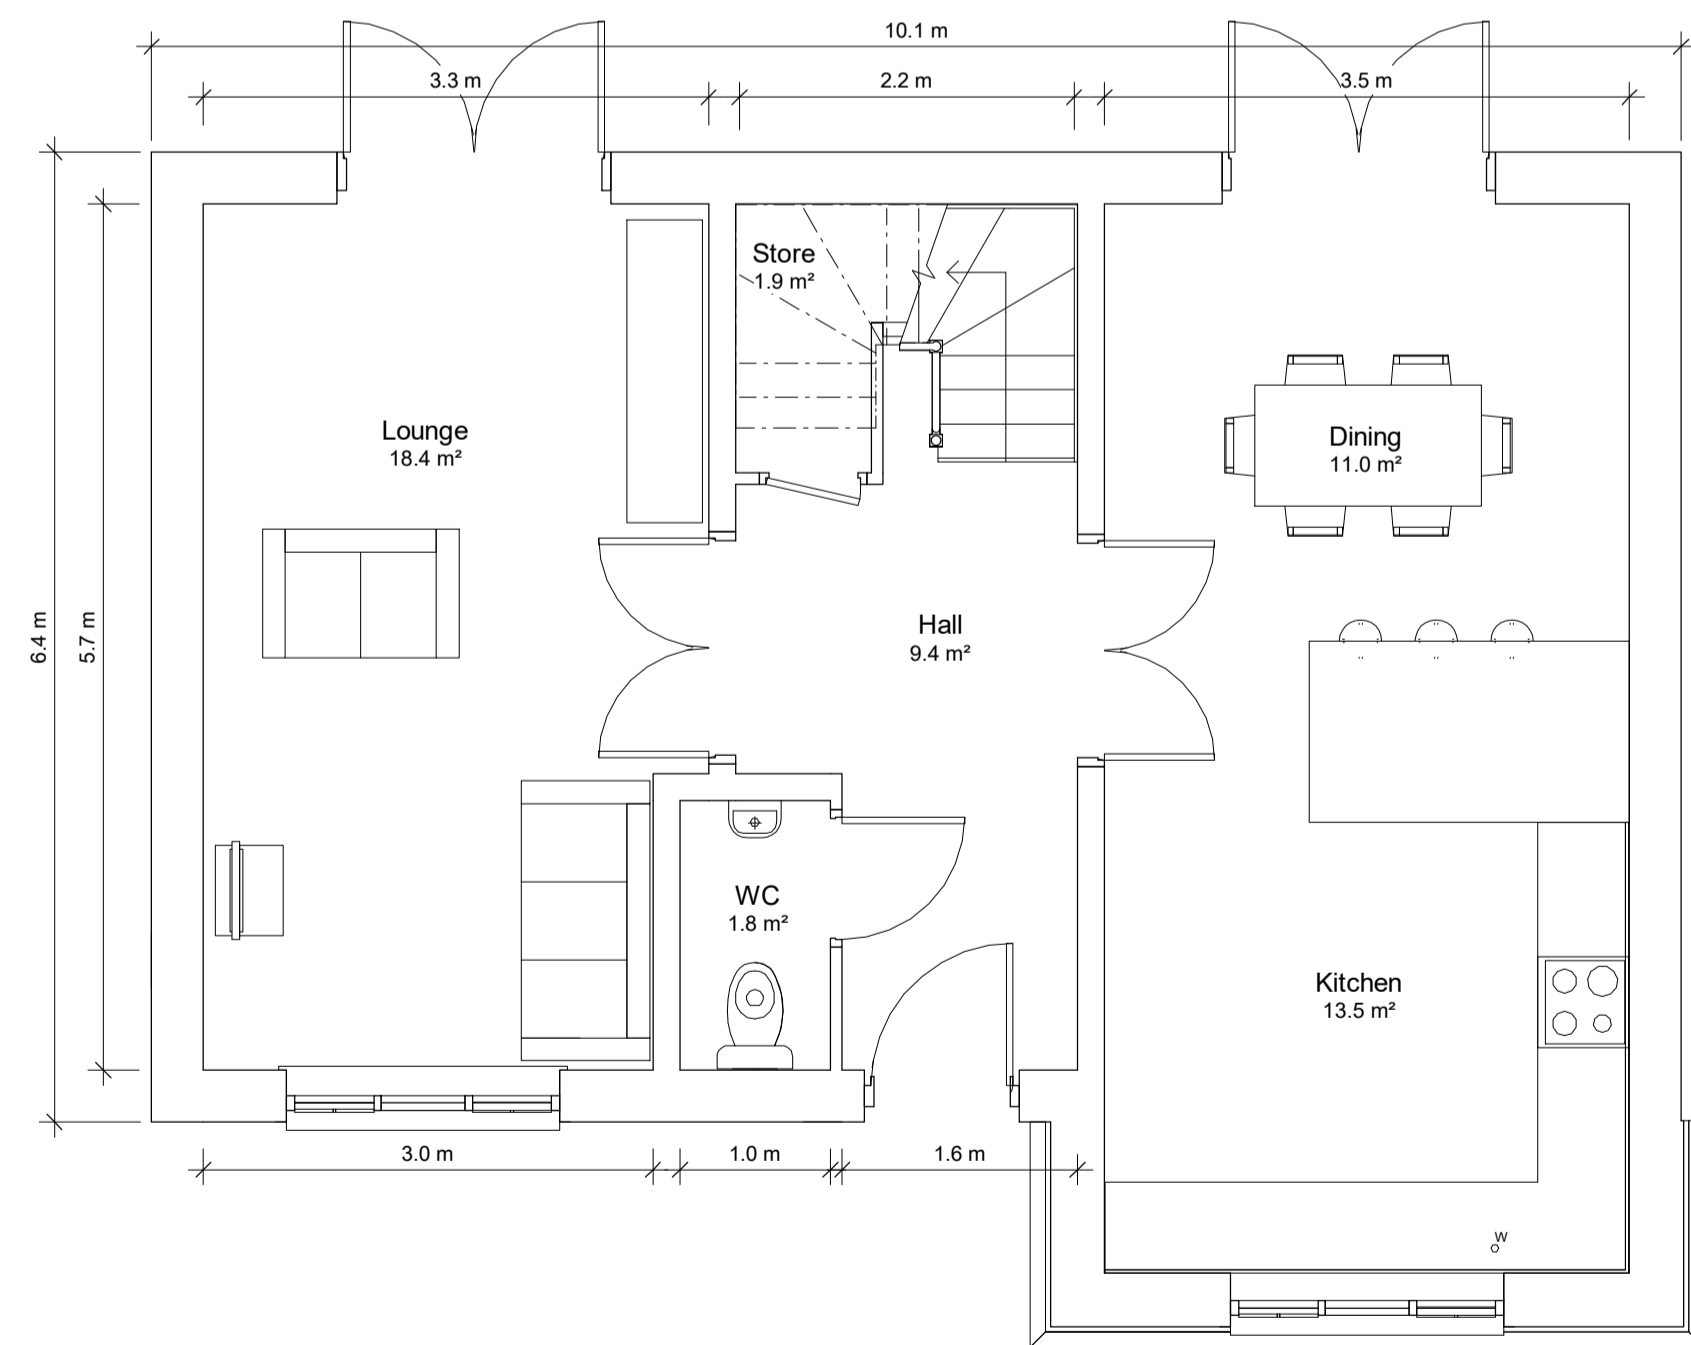 10.1 m
3.3 m
2.2 m
3.5 m
Store
1.9 m²
Lounge
18.4 m²
Dining
11.0 m²
6.4 m
5.7 m
Hall
9.4 m²
WC
1.8 m²
Kitchen
13.5 m²
3.0 m
1.0 m
1.6 m
W